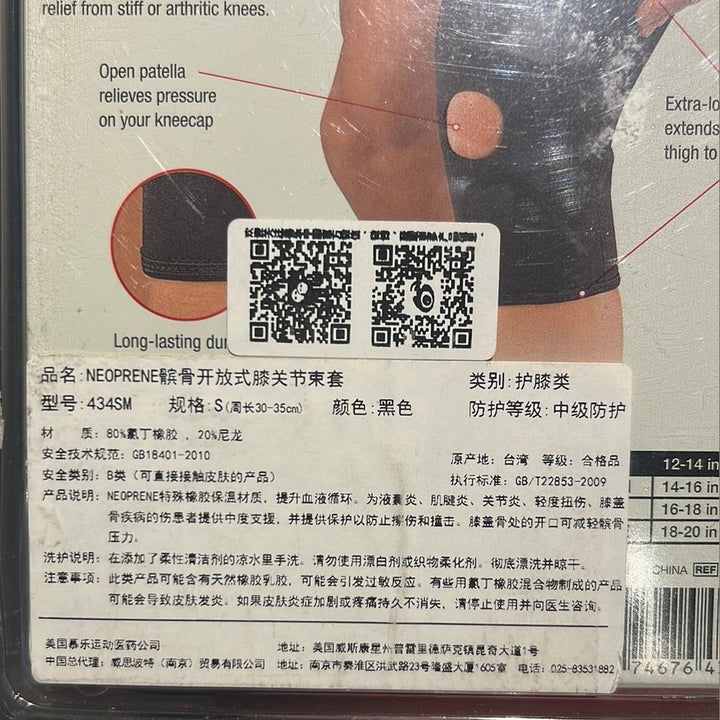 relief from stiff or arthritic knees.
Open patella
relieves pressure
on your kneecap
Extra-lo
extends
thigh to
Long-lasting dur
品名:NEOPRENE髌骨开放式膝关节束套
类别:护膝类
型号:434SM 规格:S(周长30-35cm) 颜色:黑色
防护等级:中级防护
材 质:80%氯丁橡胶,20%尼龙
安全技术规范:GB18401-2010
原产地:台湾 等级:合格品
安全类别:B类(可直接接触皮肤的产品)
执行标准:GB/T22853-2009
产品说明:NEOPRENE特殊橡胶保温材质、提升血液循环。为液囊炎、肌腱炎、关节炎、轻度扭伤、膝盖
骨疾病的伤患者提供中度支援,并提供保护以防止擦伤和撞击。膝盖骨处的开口可减轻髌骨
压力。
洗护说明:在添加了柔性清洁剂的凉水里手洗。请勿使用漂白剂或织物柔化剂。彻底漂洗并晾干。
注意事项:此类产品可能含有天然橡胶乳胶,可能会引发过敏反应。有些用氯丁橡胶混合物制成的产品
可能会导致皮肤发炎。如果皮肤炎症加剧或疼痛持久不消失,请停止使用并向医生咨询。
美国慕乐运动医药公司 地址:美国威斯康星州普雷里德萨克镇昆奇大道1号
中国总代理:威思波特(南京)贸易有限公司 地址:南京市秦淮区洪武路23号隆盛大厦1605室 电话:025-83531882
12-14 in
14-16 in
16-18 in
18-20 in
CHINA REF
74676 4